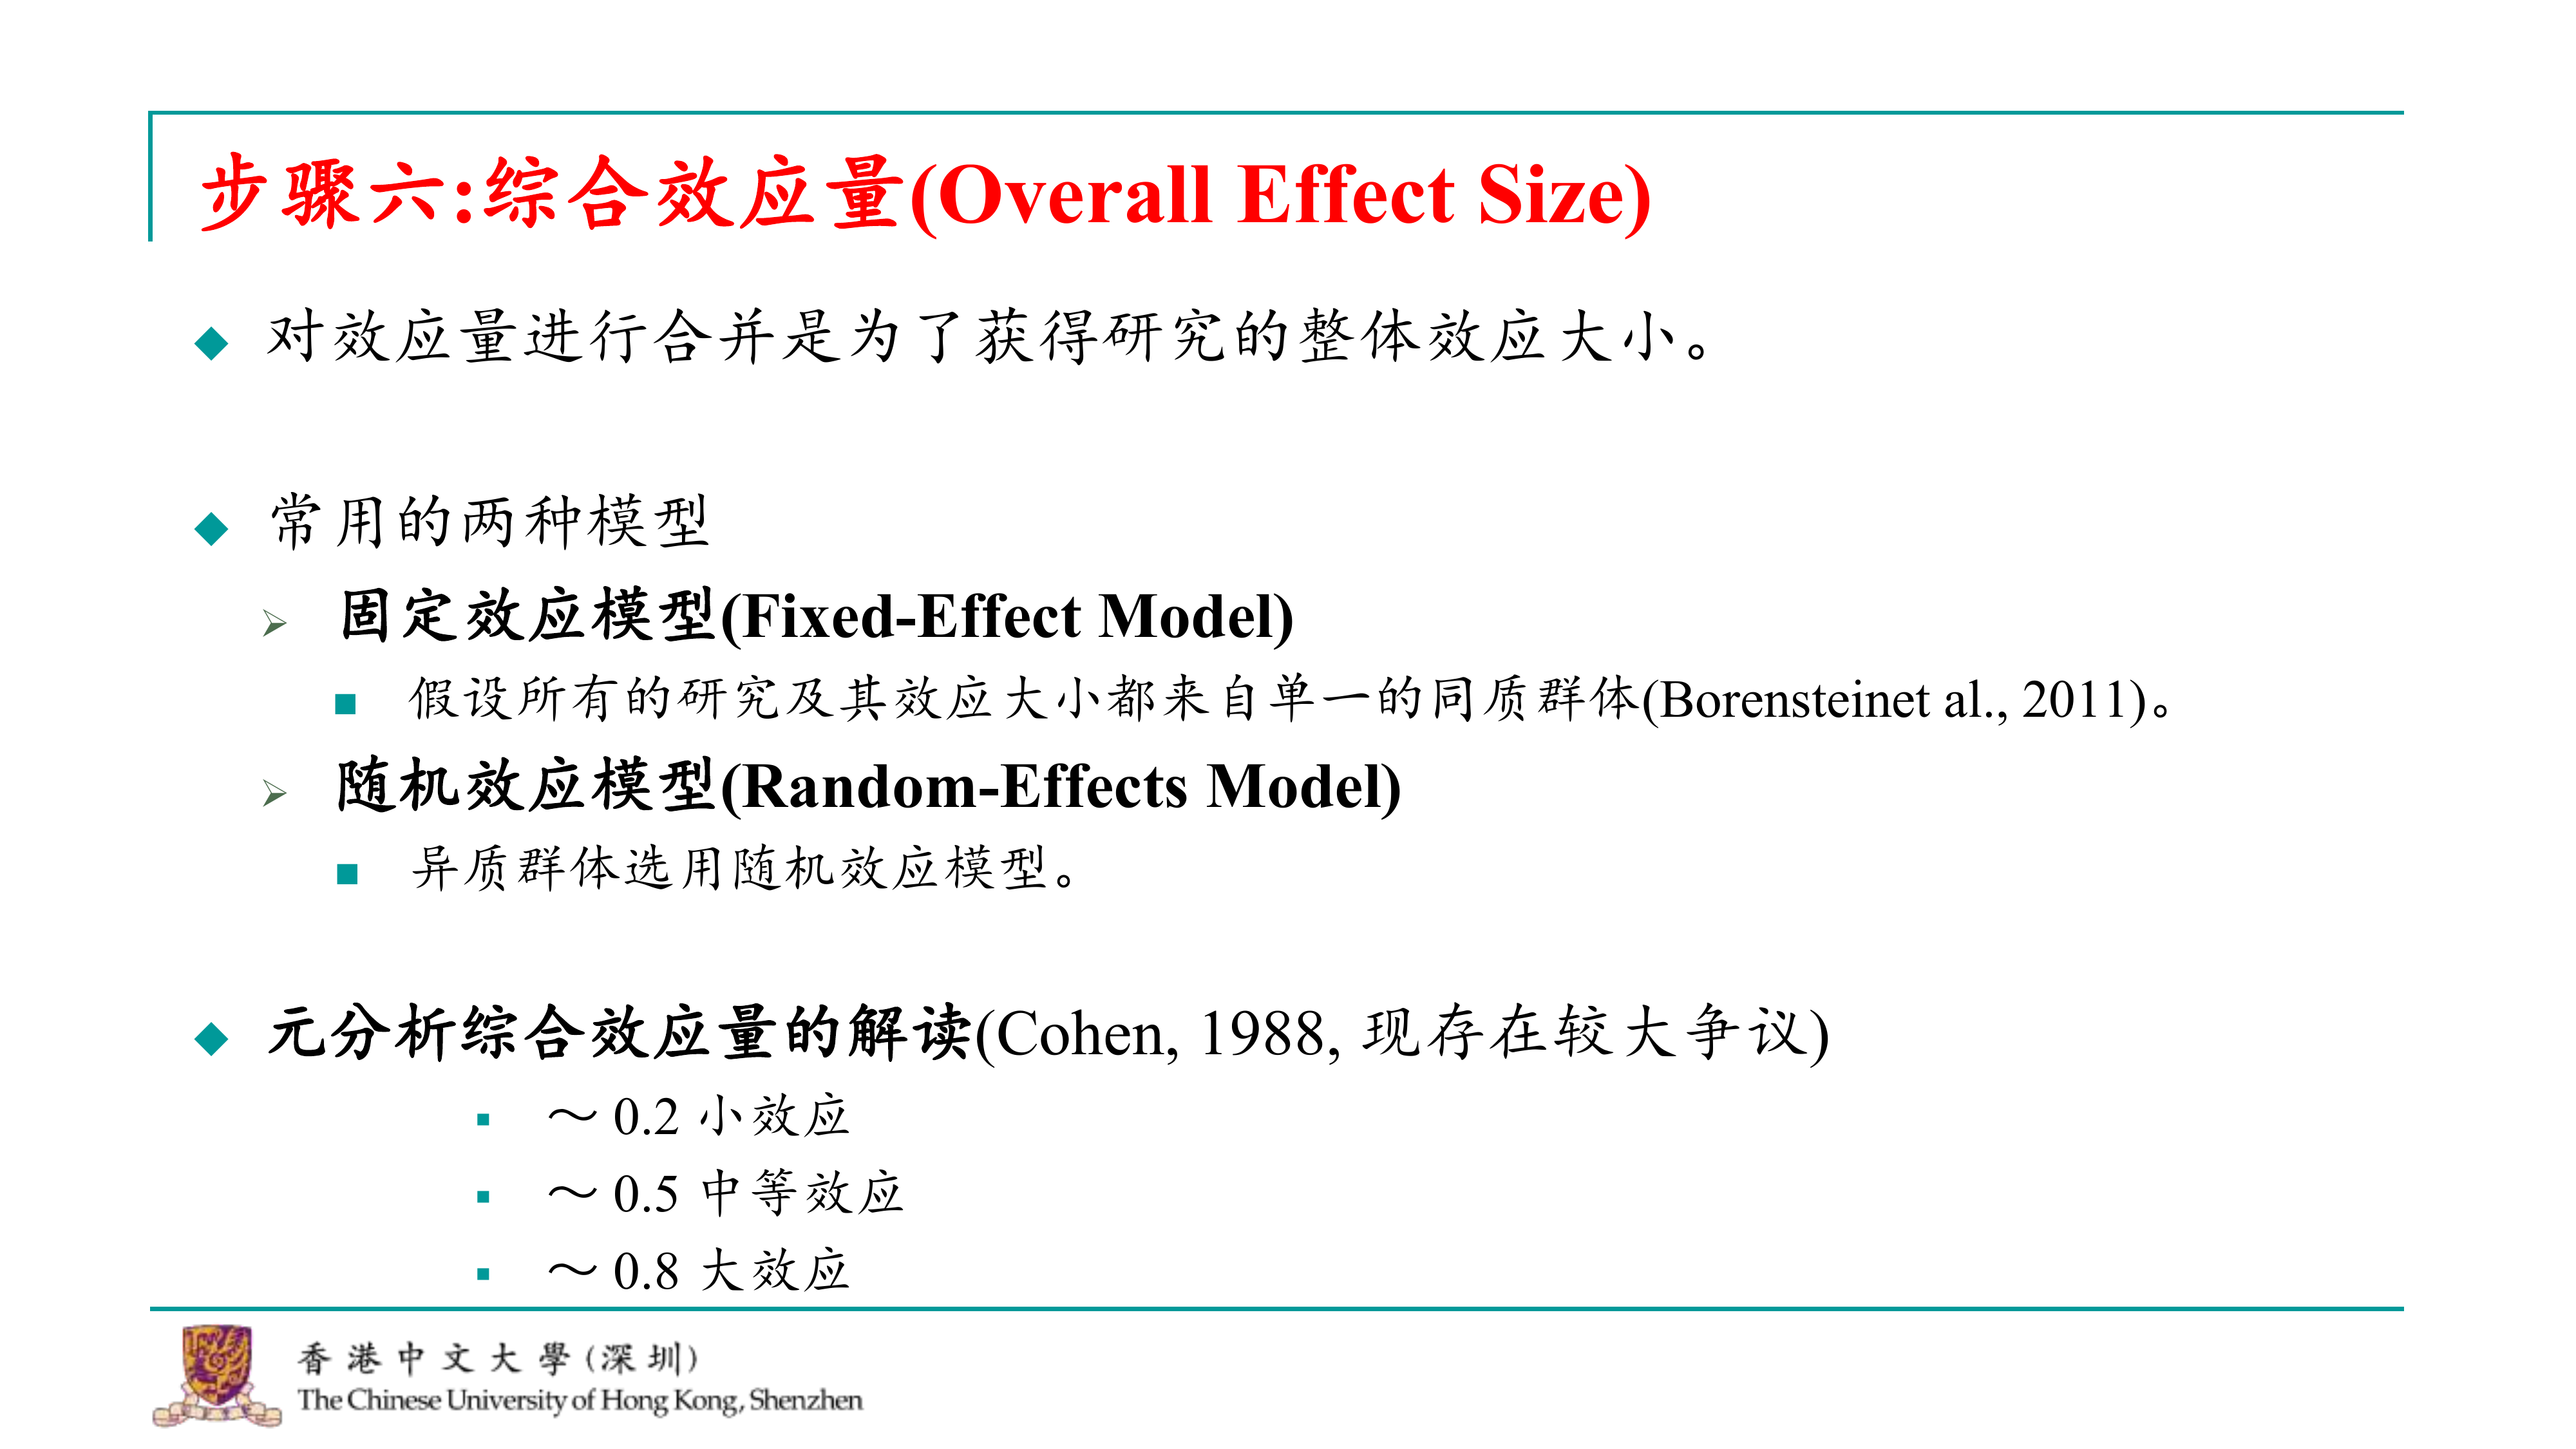 步骤六:综合效应量(Overall Effect Size)
对效应量进行合并是为了获得研究的整体效应大小。
常用的两种模型
固定效应模型(Fixed-Effect Model)
假设所有的研究及其效应大小都来自单一的同质群体(Borensteinet al., 2011)。
随机效应模型(Random-Effects Model)
异质群体选用随机效应模型。
元分析综合效应量的解读(Cohen, 1988, 现存在较大争议)
～ 0.2 小效应
～ 0.5 中等效应
～ 0.8 大效应
香港中文大學(深圳)
The Chinese University of Hong Kong, Shenzhen